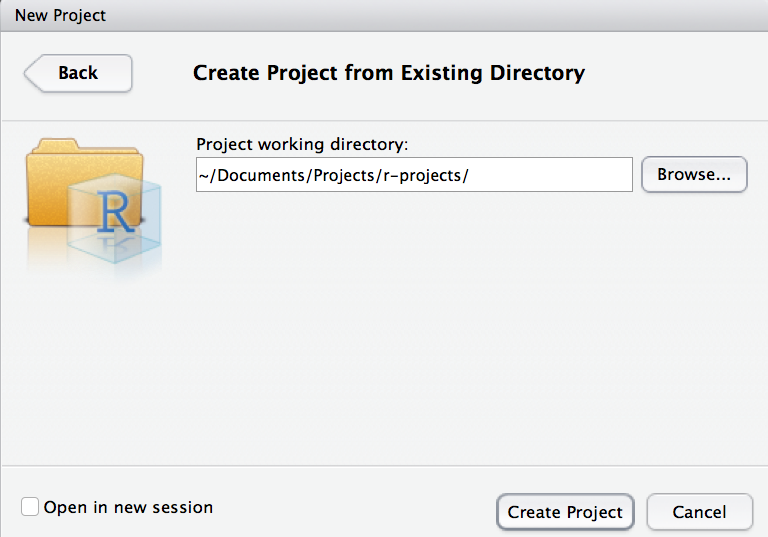 New Project
Back
Create Project from Existing Directory
Project working directory:
~/Documents/Projects/r-projects/
Browse...
R
Open in new session
Create Project
Cancel